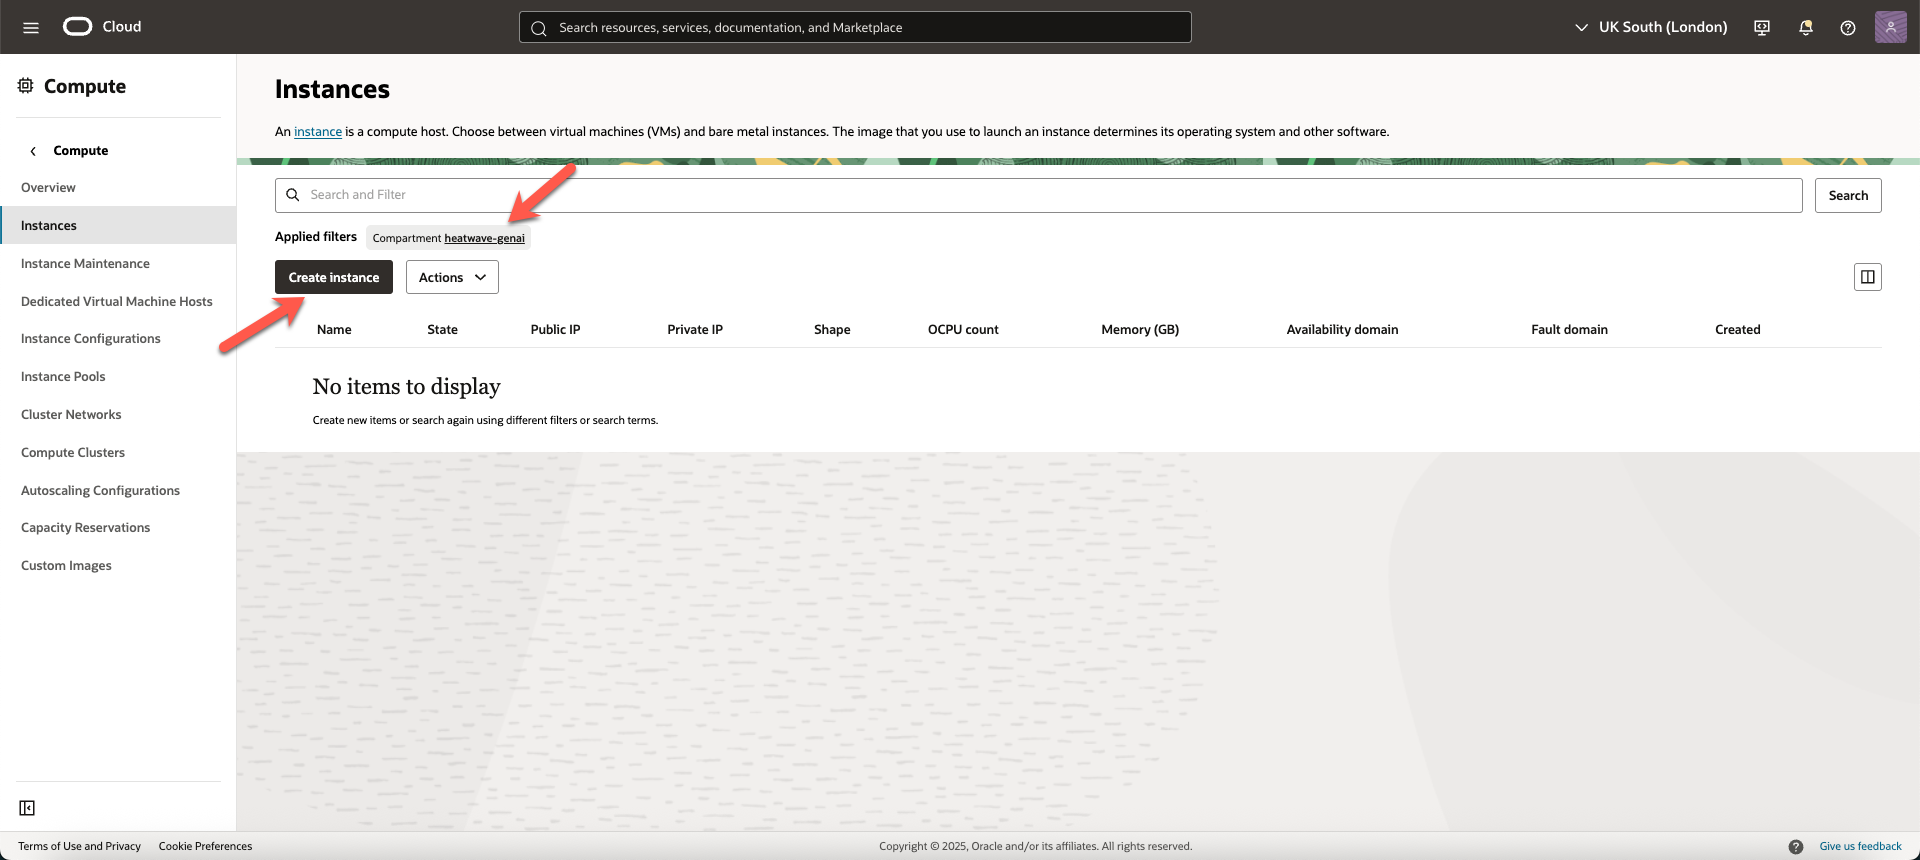 Cloud
Search resources, services, documentation, and Marketplace
UK South (London)
Compute
Compute
Overview
Instances
Instance Maintenance
Dedicated Virtual Machine Hosts
Instance Configurations
Instance Pools
Cluster Networks
Compute Clusters
Autoscaling Configurations
Capacity Reservations
Custom Images
Instances
An instance is a compute host. Choose between virtual machines (VMs) and bare metal instances. The image that you use to launch an instance determines its operating system and other software.
Search and Filter
Search
Applied filters Compartment heatwave-genai
Create instance Actions
Name State Public IP Private IP Shape OCPU count Memory (GB) Availability domain Fault domain Created
No items to display
Create new items or search again using different filters or search terms.
Terms of Use and Privacy Cookie Preferences Copyright © 2025, Oracle and/or its affiliates. All rights reserved. Give us feedback